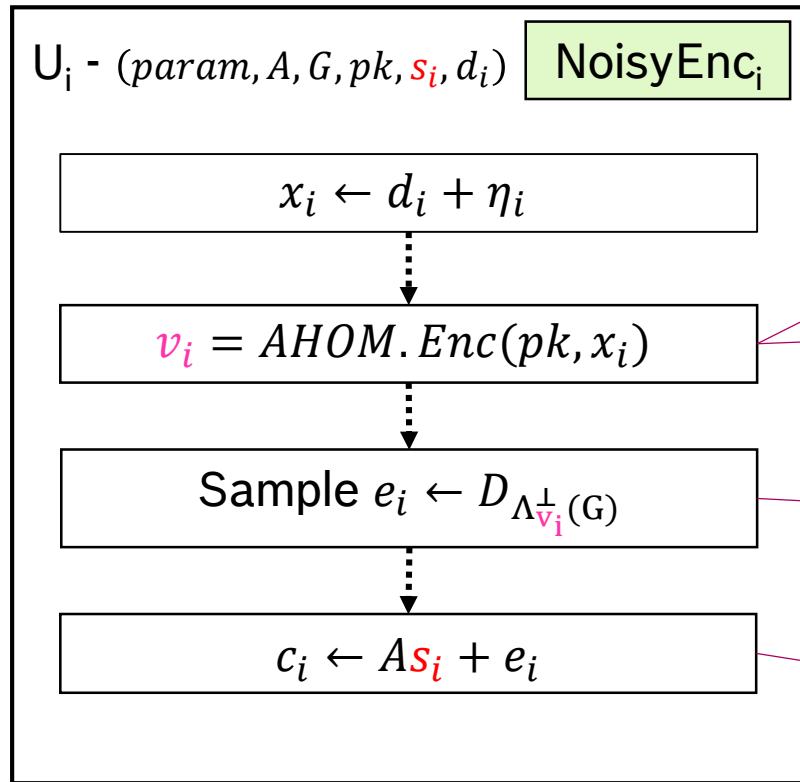 Uᵢ - (param, A, G, pk, sᵢ, dᵢ) NoisyEncᵢ
xᵢ ← dᵢ + ηᵢ
vᵢ = AHOM. Enc(pk, xᵢ)
Sample eᵢ ← D_{Λ^⊥_{vᵢ}(G)}
cᵢ ← Asᵢ + eᵢ